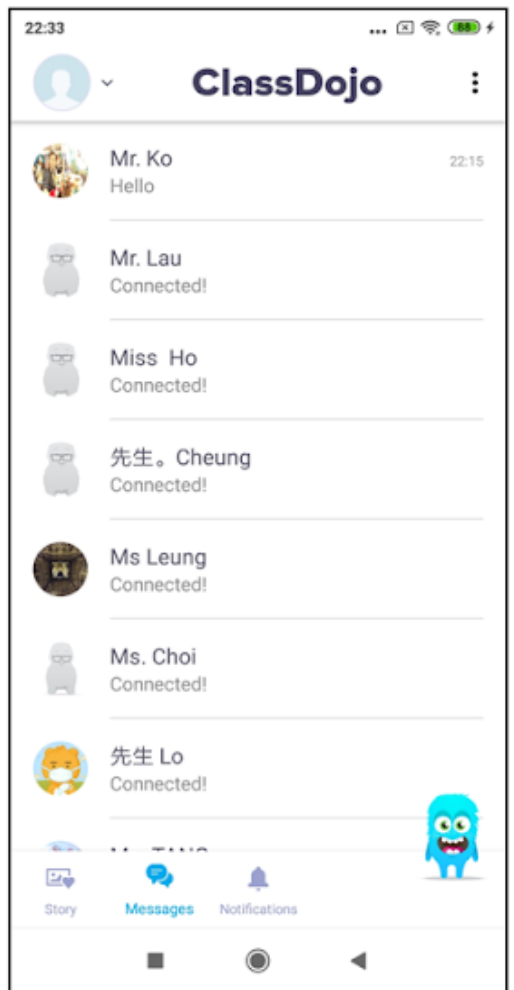 22:33
88
ClassDojo
Mr. Ko
22:15
Hello
Mr. Lau
Connected!
Miss Ho
Connected!
先生。Cheung
Connected!
Ms Leung
Connected!
Ms. Choi
Connected!
先生 Lo
Connected!
Story
Messages
Notifications